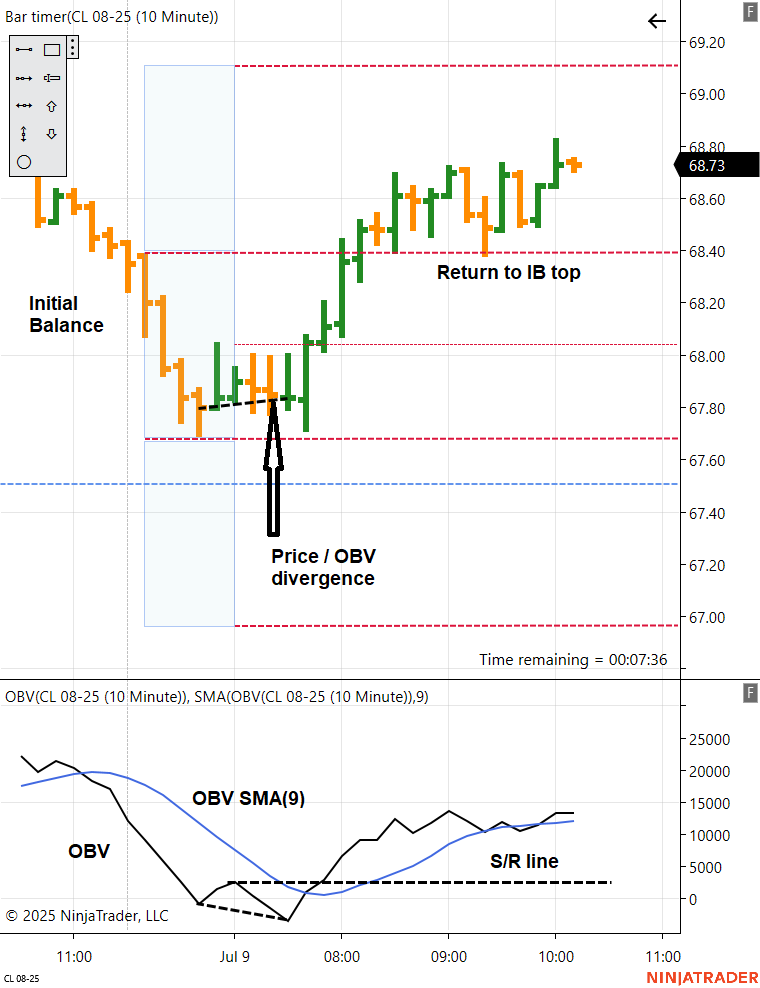 Bar timer(CL 08-25 (10 Minute))
F
69.20
69.00
68.80
68.73
68.60
68.40
Return to IB top
Initial
Balance
68.20
68.00
67.80
67.60
67.40
Price / OBV
divergence
67.20
67.00
Time remaining = 00:07:36
OBV(CL 08-25 (10 Minute)), SMA(OBV(CL 08-25 (10 Minute)),9)
F
25000
20000
OBV SMA(9)
15000
10000
OBV
S/R line
5000
0
© 2025 NinjaTrader, LLC
11:00
Jul 9
08:00
09:00
10:00
11:00
CL 08-25
NINJATRADER